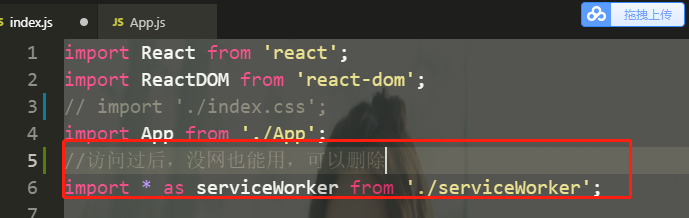 index.js App.js 拖拽上传
1 import React from 'react';
2 import ReactDOM from 'react-dom';
3 // import './index.css';
4 import App from './App';
5 //访问过后，没网也能用，可以删除
6 import * as serviceWorker from './serviceWorker';